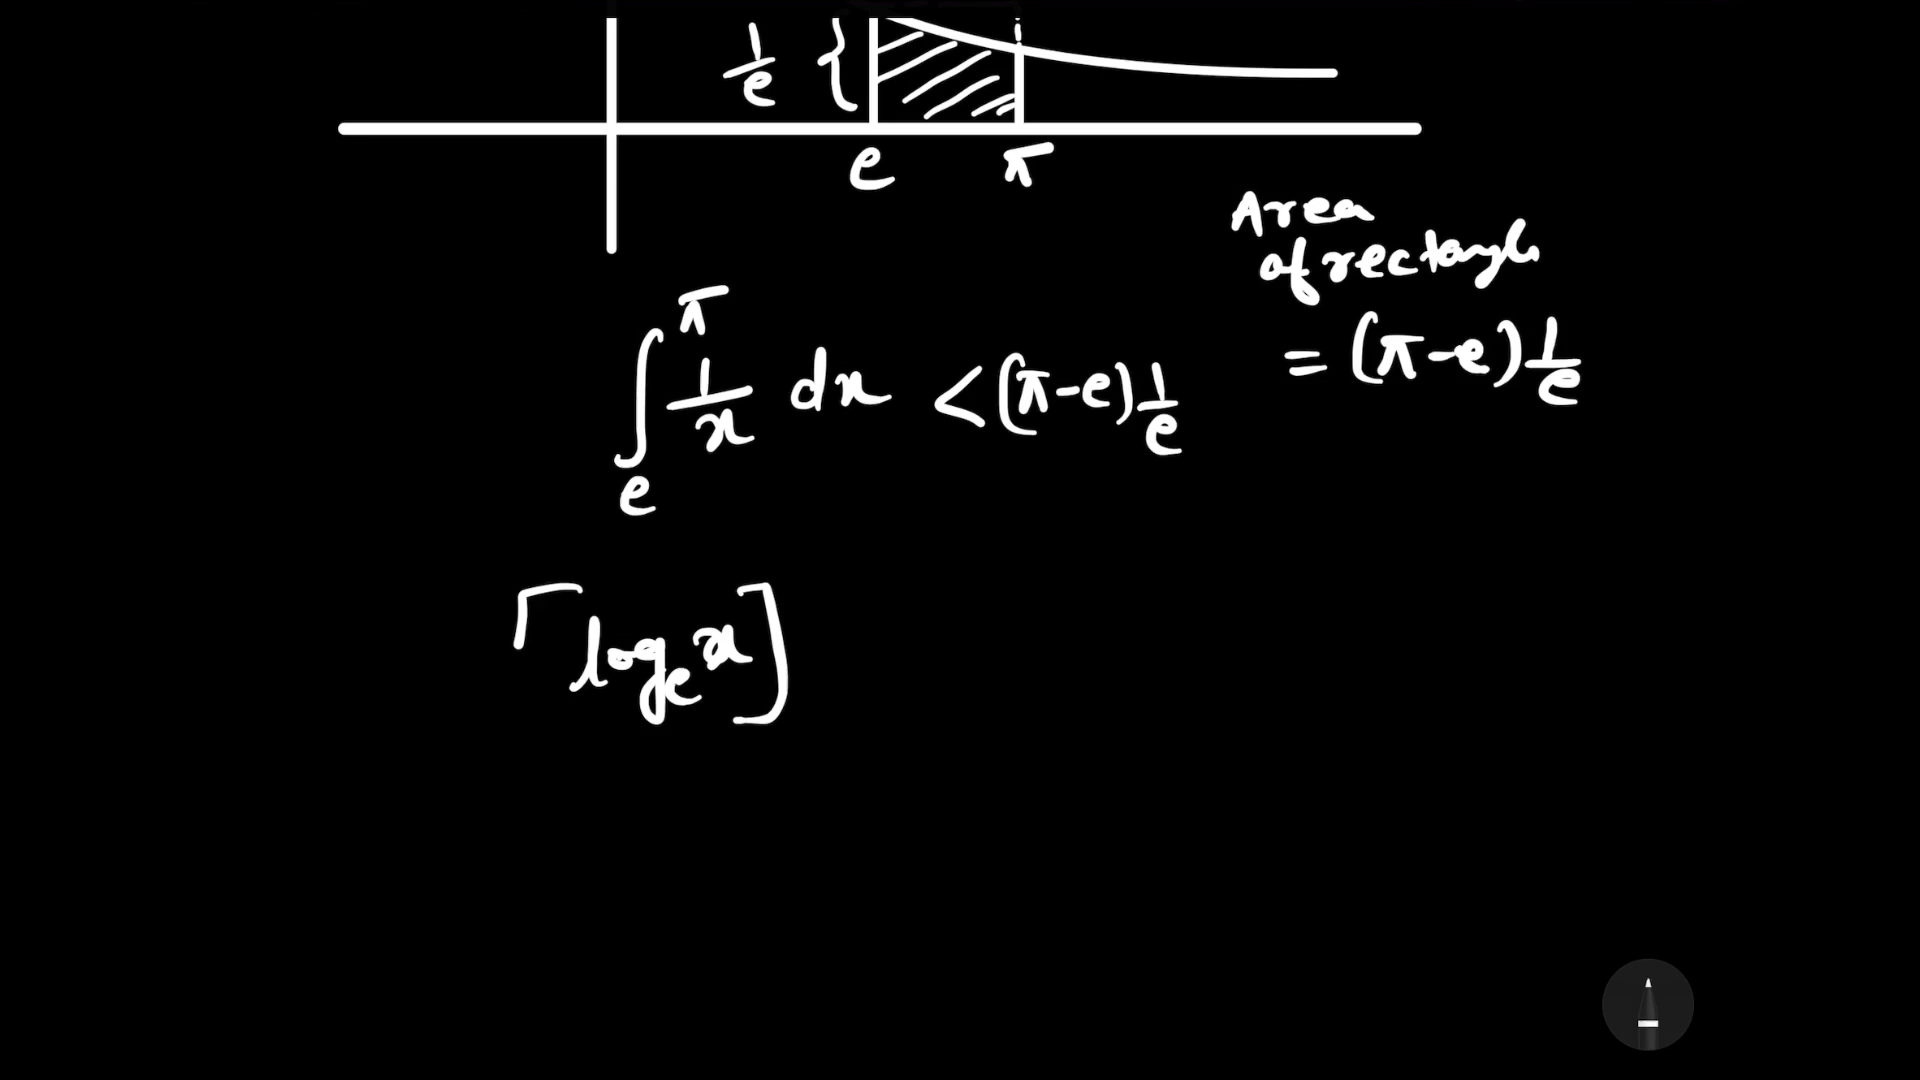 1/e {
e π
Area
of rectangle
= (π-e) 1/e
∫_e^π 1/x dx < (π-e) 1/e
[log_e x]